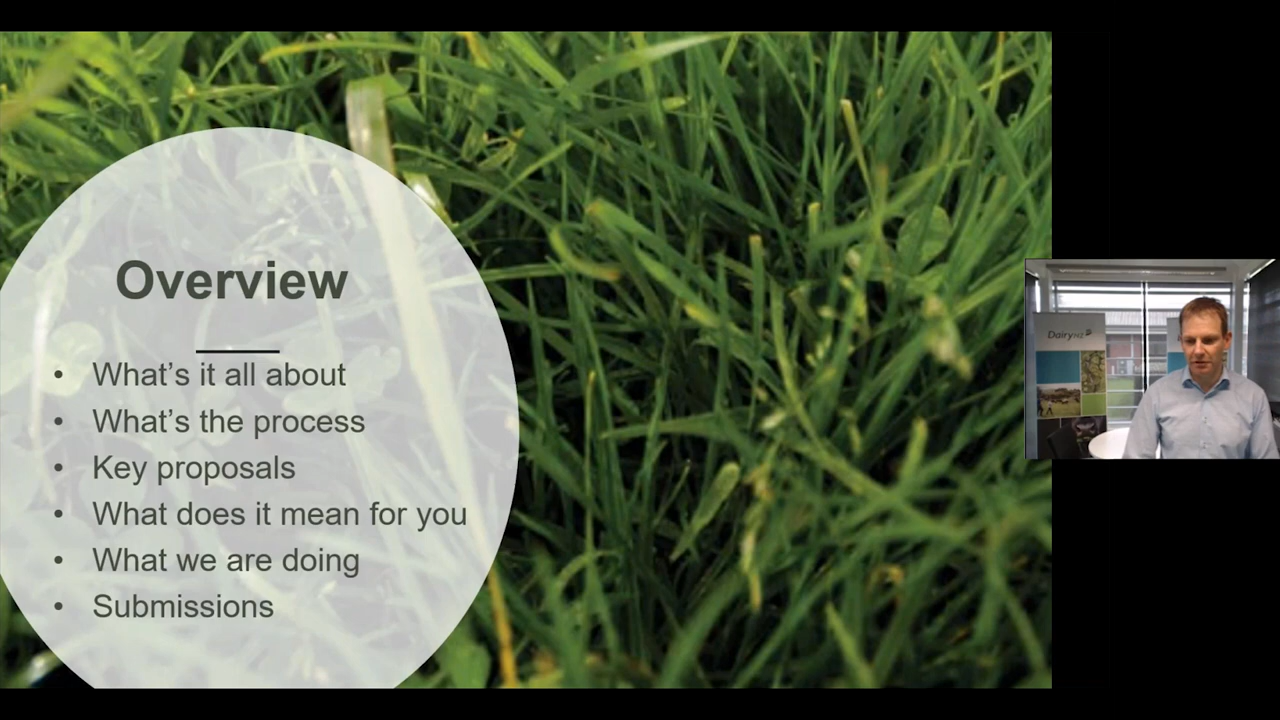 Overview
• What's it all about
• What's the process
• Key proposals
• What does it mean for you
• What we are doing
• Submissions
Dairynz